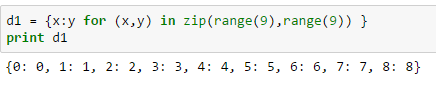 d1 = {x:y for (x,y) in zip(range(9),range(9)) }
print d1
{0: 0, 1: 1, 2: 2, 3: 3, 4: 4, 5: 5, 6: 6, 7: 7, 8: 8}